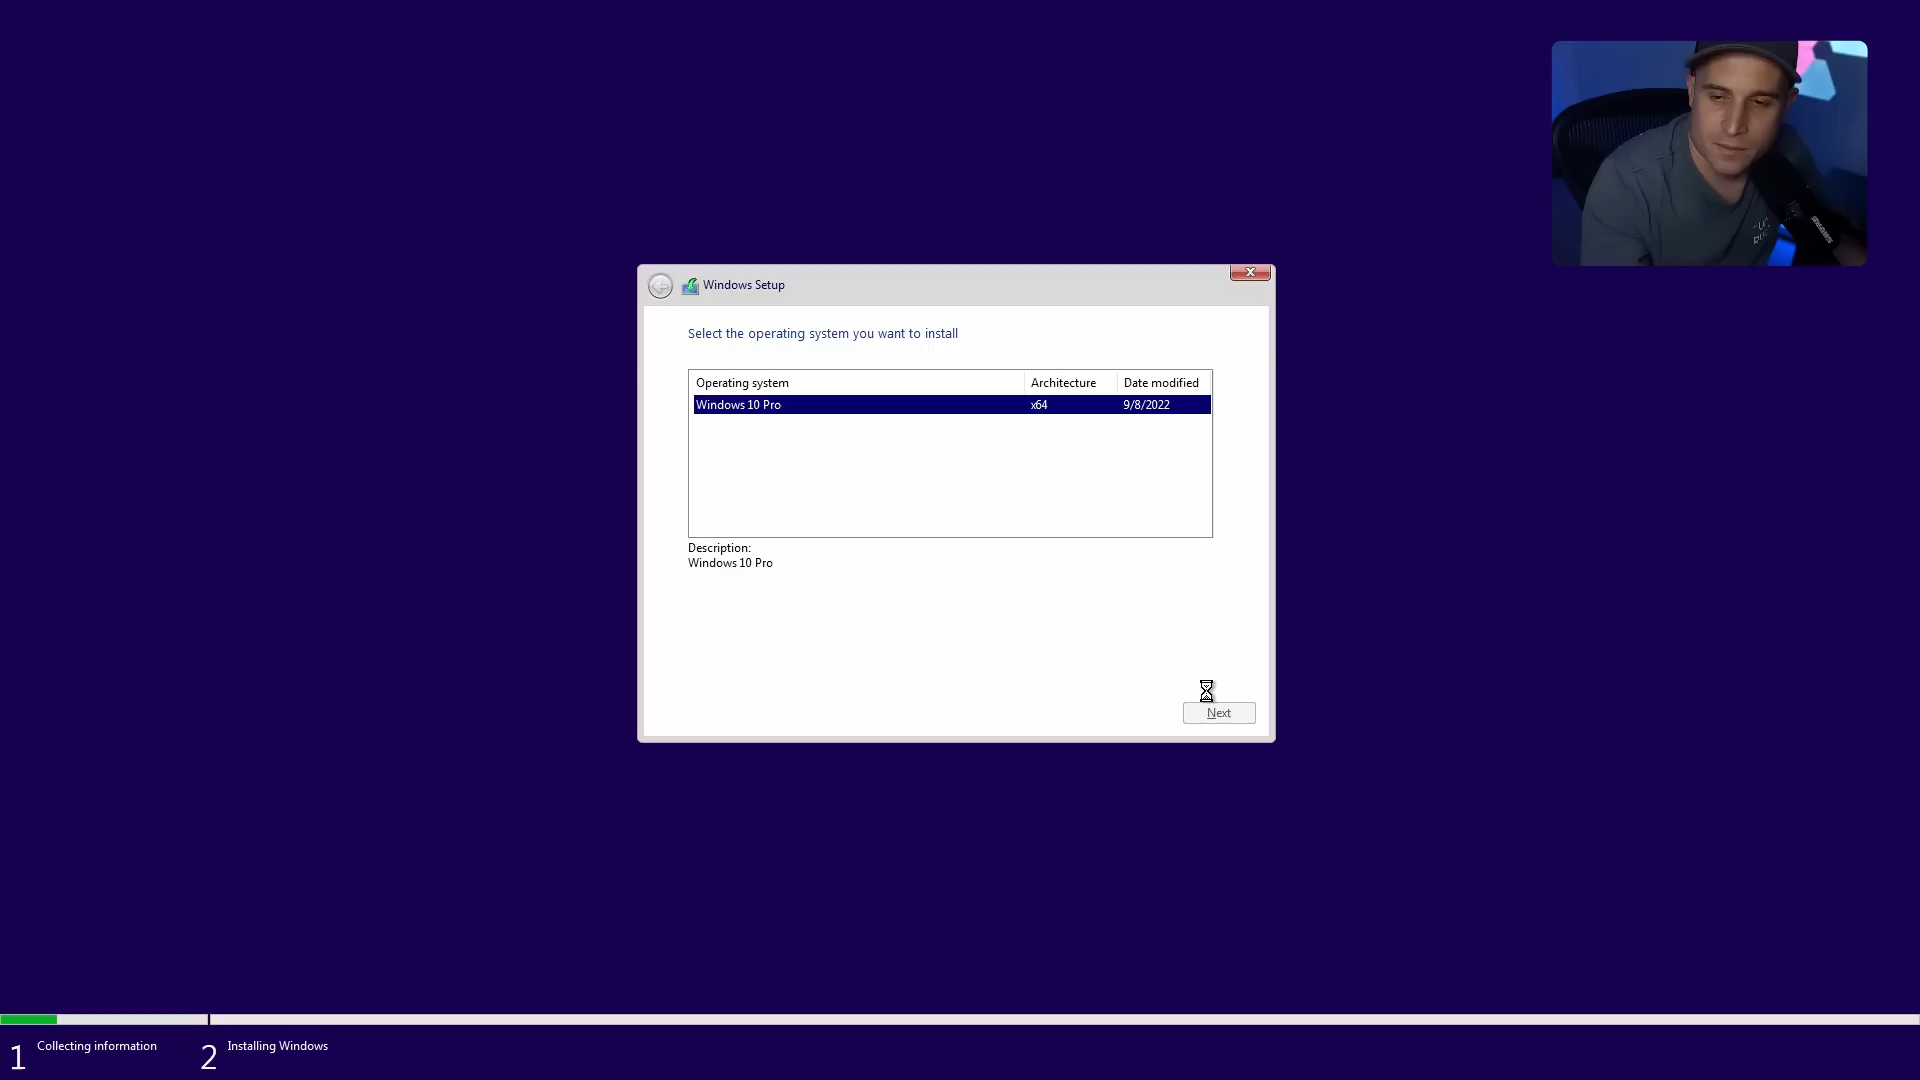 Windows Setup
Select the operating system you want to install
Operating system Architecture Date modified
Windows 10 Pro x64 9/8/2022
Description:
Windows 10 Pro
Next
1 Collecting information 2 Installing Windows